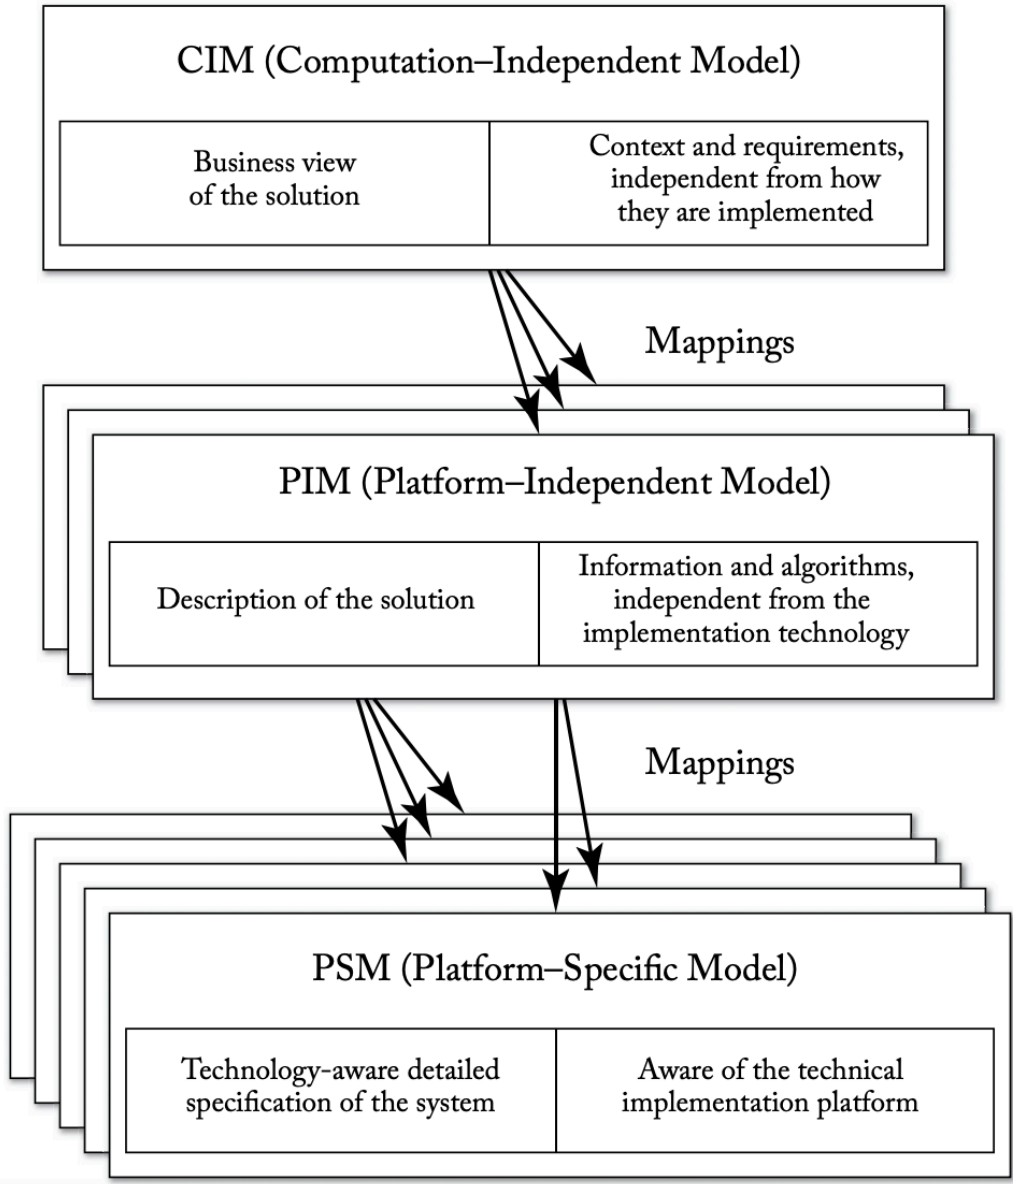 CIM (Computation–Independent Model)
Business view
of the solution
Context and requirements,
independent from how
they are implemented
Mappings
PIM (Platform–Independent Model)
Description of the solution
Information and algorithms,
independent from the
implementation technology
Mappings
PSM (Platform–Specific Model)
Technology-aware detailed
specification of the system
Aware of the technical
implementation platform